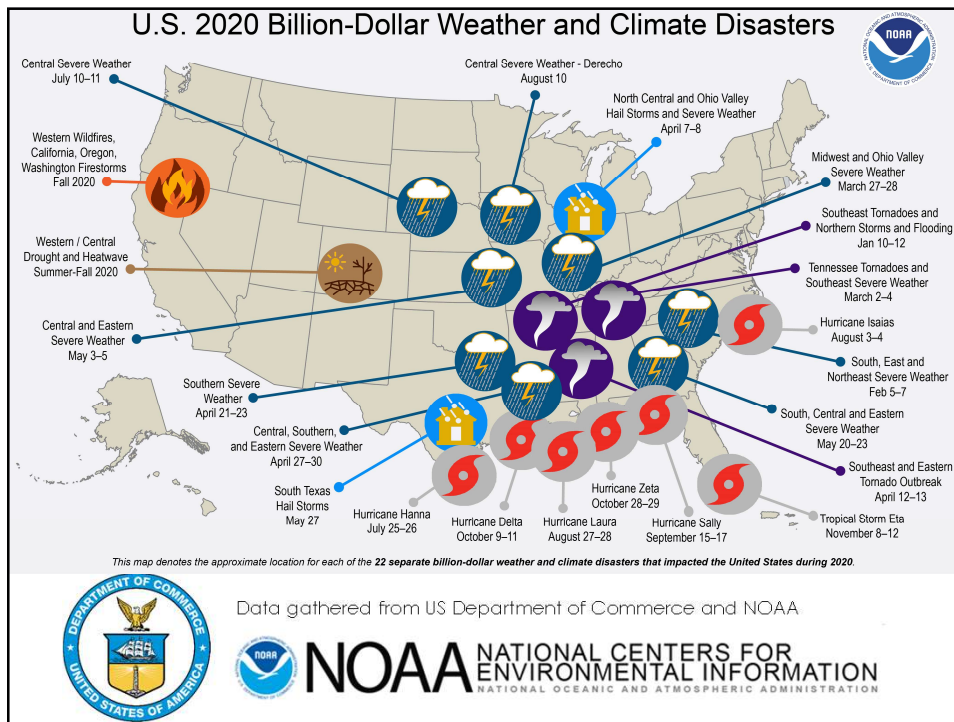 U.S. 2020 Billion-Dollar Weather and Climate Disasters
NATIONAL OCEANIC AND ATMOSPHERIC ADMINISTRATION
NOAA
U.S. DEPARTMENT OF COMMERCE
Central Severe Weather
July 10–11
Central Severe Weather - Derecho
August 10
North Central and Ohio Valley
Hail Storms and Severe Weather
April 7–8
Western Wildfires,
California, Oregon,
Washington Firestorms
Fall 2020
Midwest and Ohio Valley
Severe Weather
March 27–28
Southeast Tornadoes and
Northern Storms and Flooding
Jan 10–12
Western / Central
Drought and Heatwave
Summer-Fall 2020
Tennessee Tornadoes and
Southeast Severe Weather
March 2–4
Hurricane Isaias
August 3–4
Central and Eastern
Severe Weather
May 3–5
South, East and
Northeast Severe Weather
Feb 5–7
Southern Severe
Weather
April 21–23
South, Central and Eastern
Severe Weather
May 20–23
Central, Southern,
and Eastern Severe Weather
April 27–30
Southeast and Eastern
Tornado Outbreak
April 12–13
South Texas
Hail Storms
May 27
Hurricane Hanna
July 25–26
Hurricane Delta
October 9–11
Hurricane Laura
August 27–28
Hurricane Zeta
October 28–29
Hurricane Sally
September 15–17
Tropical Storm Eta
November 8–12
This map denotes the approximate location for each of the 22 separate billion-dollar weather and climate disasters that impacted the United States during 2020.
DEPARTMENT OF COMMERCE
UNITED STATES OF AMERICA
Data gathered from US Department of Commerce and NOAA
NOAA
NOAA
NATIONAL CENTERS FOR
ENVIRONMENTAL INFORMATION
NATIONAL OCEANIC AND ATMOSPHERIC ADMINISTRATION